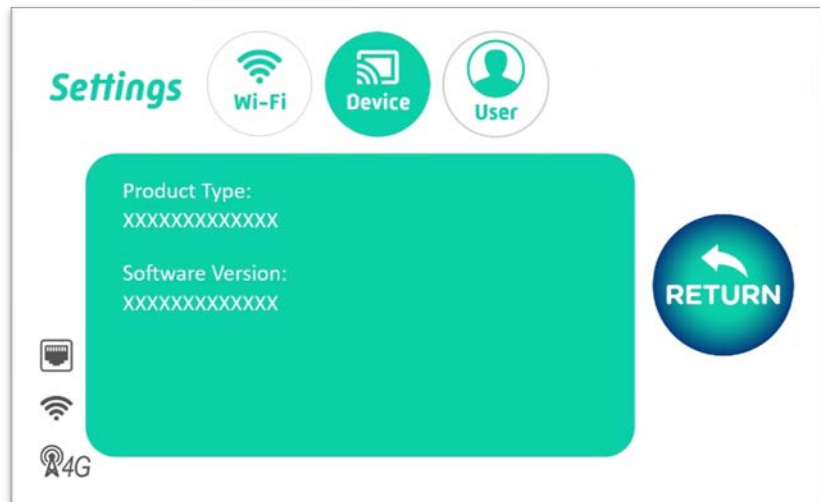 Settings
Wi-Fi
Device
User
Product Type:
XXXXXXXXXXXXX
Software Version:
XXXXXXXXXXXXX
RETURN
4G